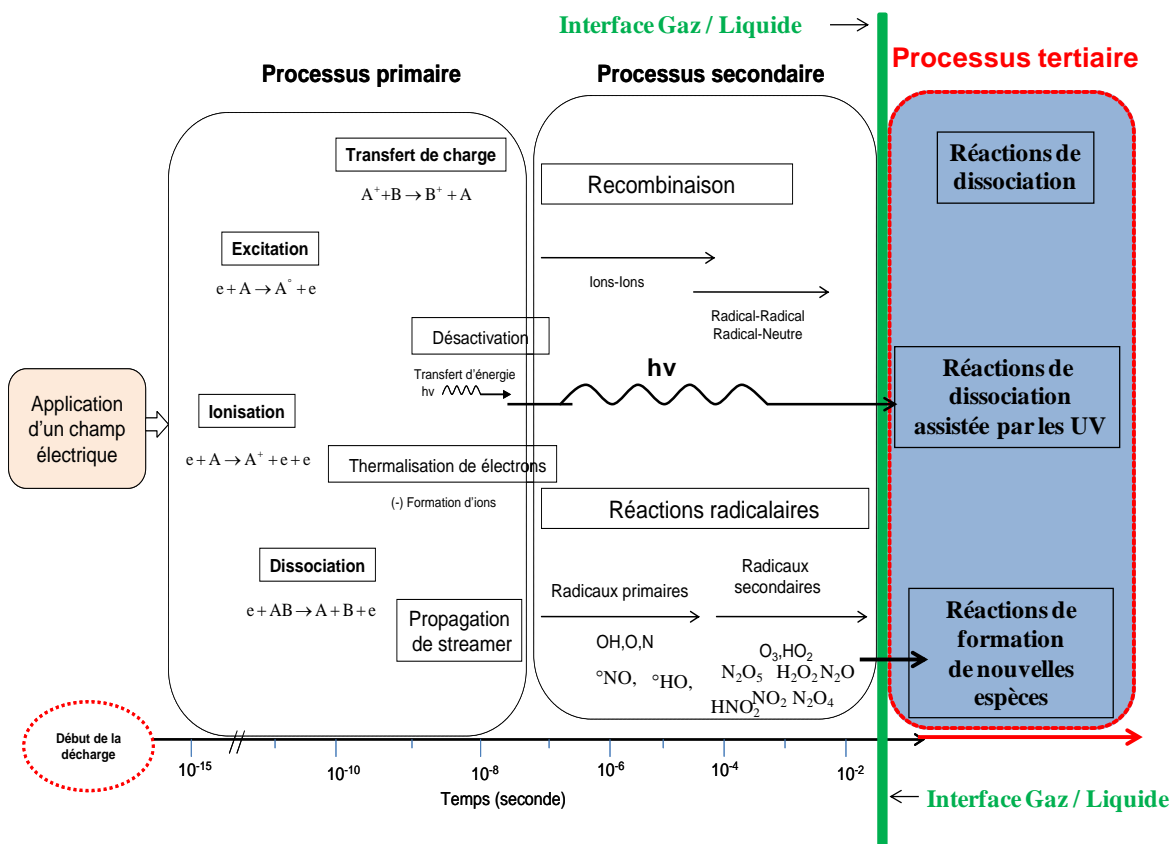 Interface Gaz / Liquide
Processus primaire
Processus secondaire
Processus tertiaire
Transfert de charge
A⁺+B → B⁺ + A
Excitation
e + A → A° + e
Désactivation
Transfert d'énergie
hv
Application
d'un champ
électrique
Ionisation
e + A → A⁺ + e + e
Thermalisation de électrons
(-) Formation d'ions
Dissociation
e + AB → A + B + e
Propagation
de streamer
Recombinaison
Ions-Ions
Radical-Radical
Radical-Neutre
hv
Réactions radicalaires
Radicaux primaires
OH,O,N
°NO, °HO,
Radicaux
secondaires
O₃,HO₂
N₂O₅ H₂O₂ N₂O
HNO₂ NO₂ N₂O₄
Réactions de
dissociation
Réactions de
dissociation
assistée par les UV
Réactions de
formation
de nouvelles
espèces
Début de la
décharge
10⁻¹⁵ 10⁻¹⁰ 10⁻⁸ 10⁻⁶ 10⁻⁴ 10⁻²
Temps (seconde)
Interface Gaz / Liquide